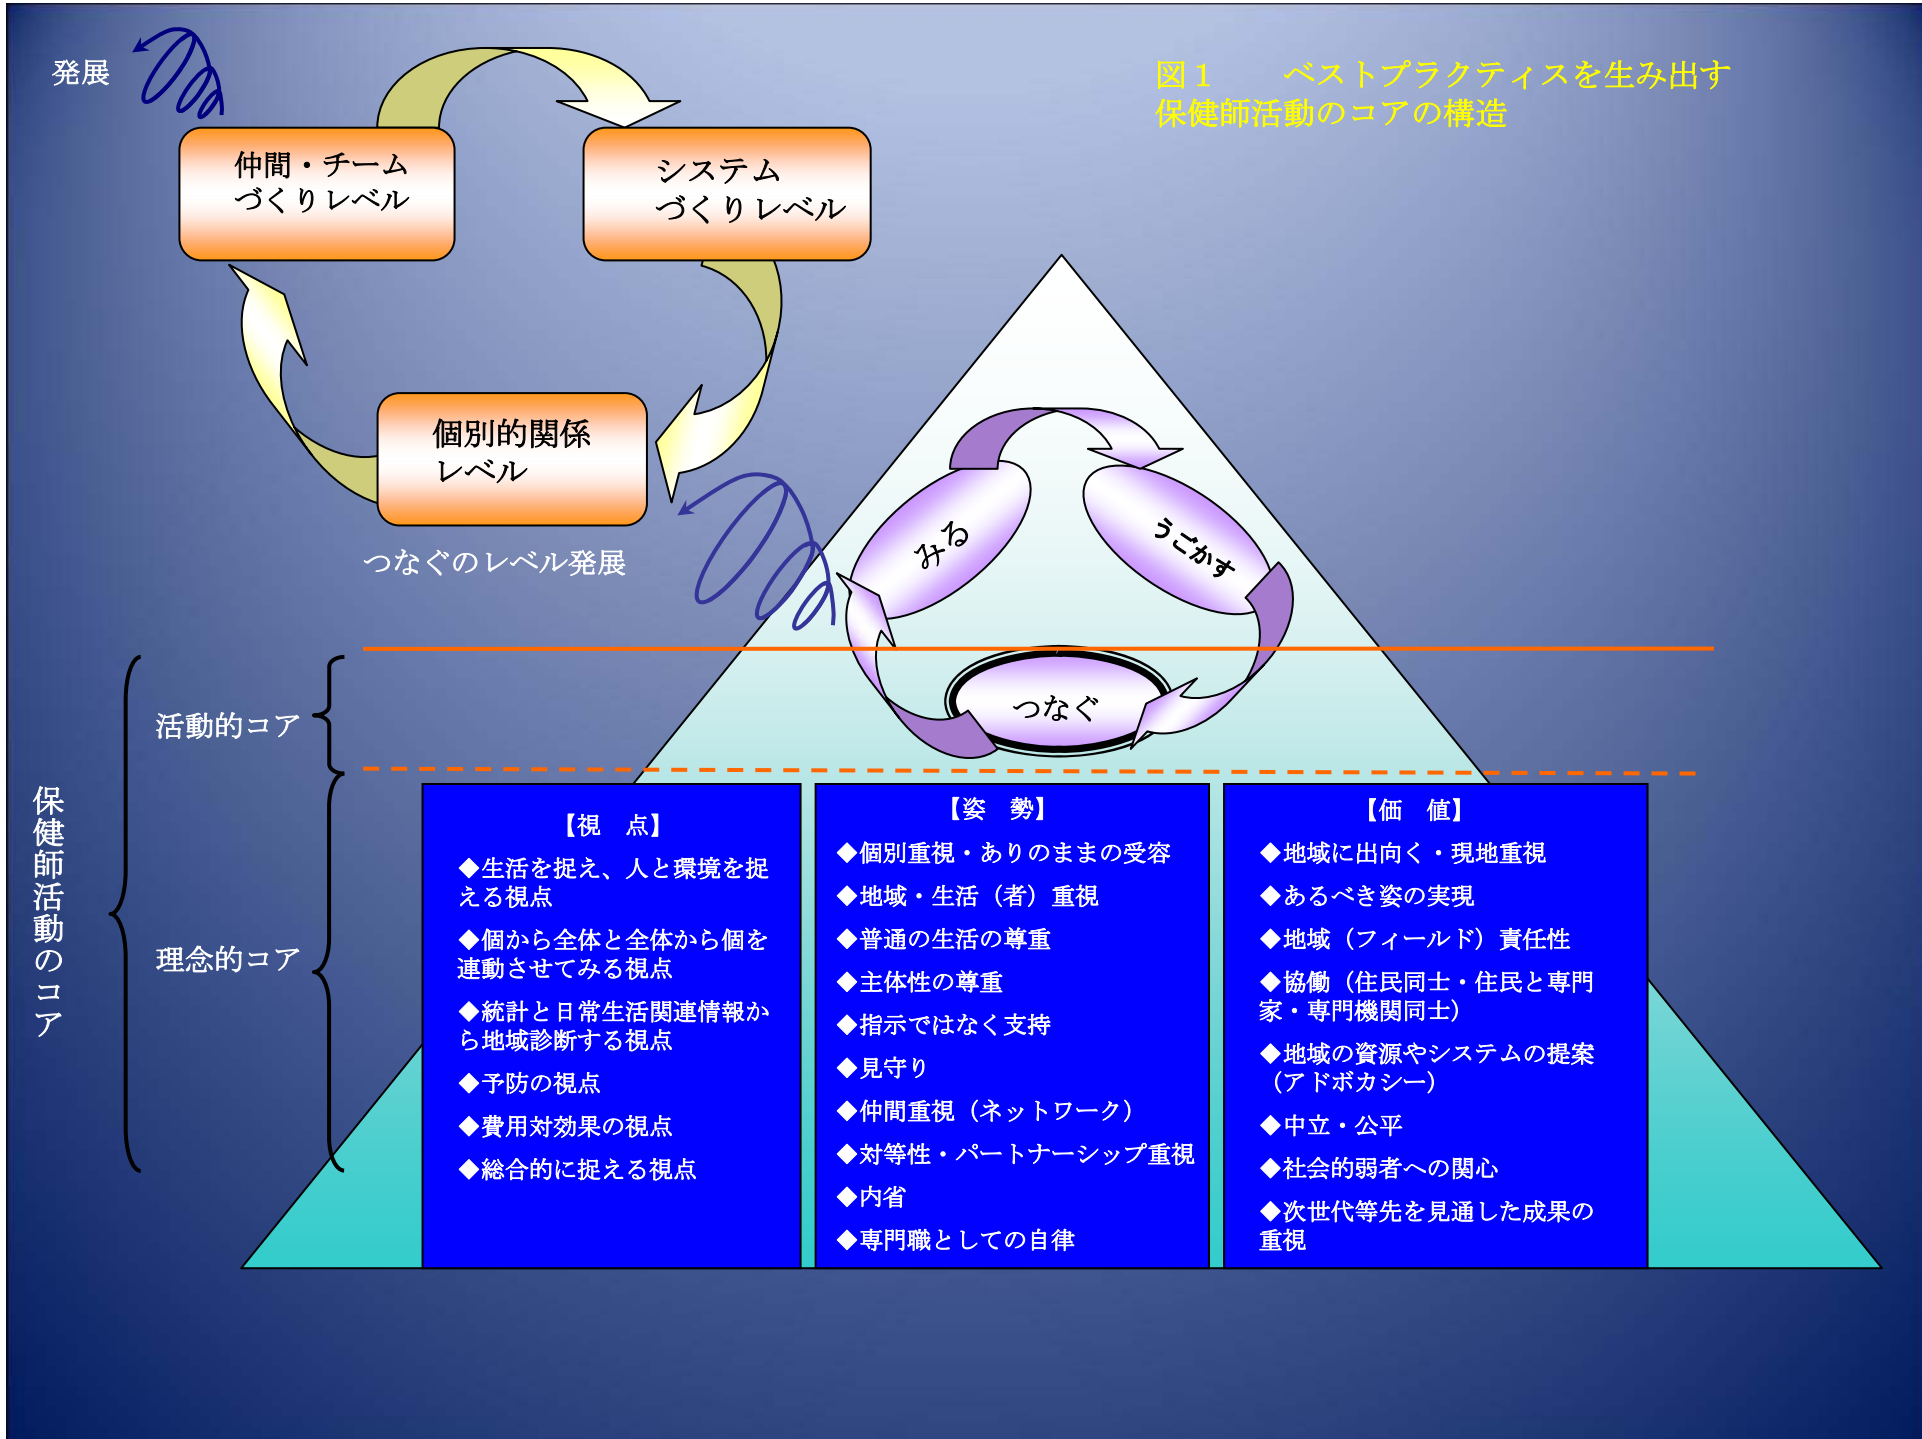 発展
図１　　ベストプラクティスを生み出す
保健師活動のコアの構造
仲間・チーム
づくりレベル
システム
づくりレベル
個別的関係
レベル
つなぐのレベル発展
みる
うごかす
つなぐ
保健師活動のコア
活動的コア
理念的コア
【視　点】
◆生活を捉え、人と環境を捉
える視点
◆個から全体と全体から個を
連動させてみる視点
◆統計と日常生活関連情報か
ら地域診断する視点
◆予防の視点
◆費用対効果の視点
◆総合的に捉える視点
【姿　勢】
◆個別重視・ありのままの受容
◆地域・生活（者）重視
◆普通の生活の尊重
◆主体性の尊重
◆指示ではなく支持
◆見守り
◆仲間重視（ネットワーク）
◆対等性・パートナーシップ重視
◆内省
◆専門職としての自律
【価　値】
◆地域に出向く・現地重視
◆あるべき姿の実現
◆地域（フィールド）責任性
◆協働（住民同士・住民と専門
家・専門機関同士）
◆地域の資源やシステムの提案
（アドボカシー）
◆中立・公平
◆社会的弱者への関心
◆次世代等先を見通した成果の
重視